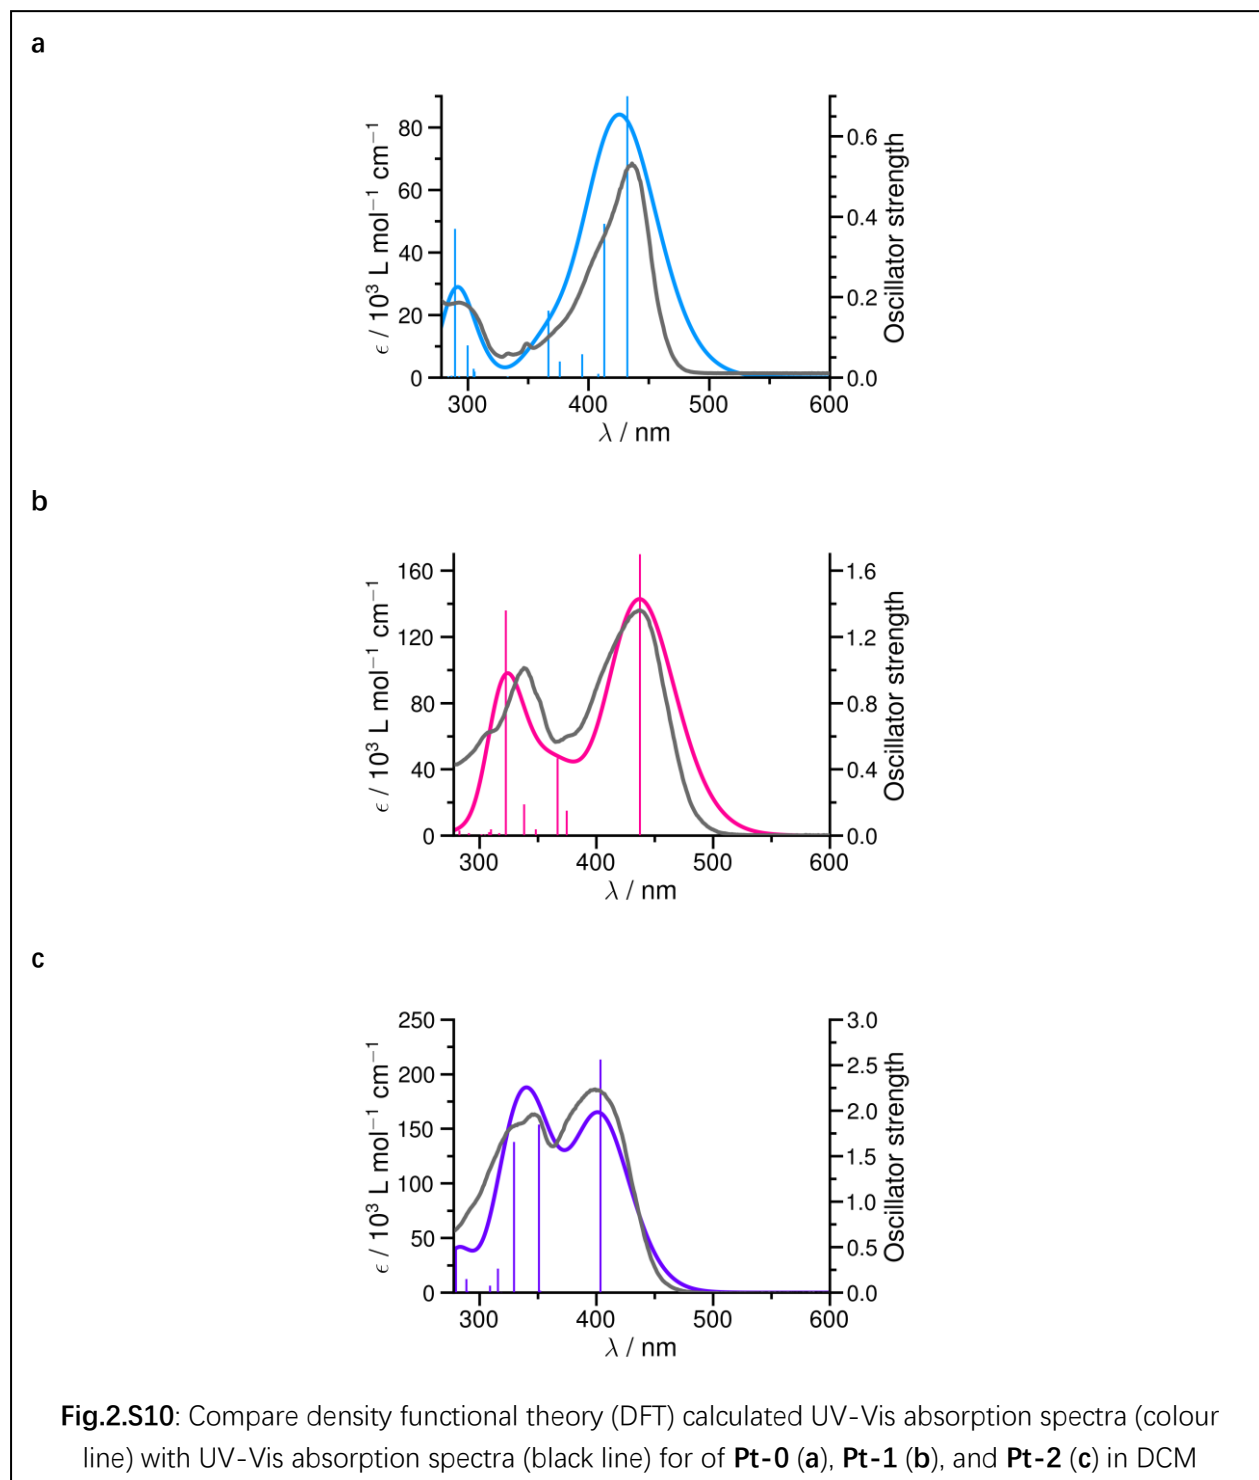 a
ϵ / 10³ L mol⁻¹ cm⁻¹
80
60
40
20
0
0.6
0.4
0.2
0.0
Oscillator strength
300 400 500 600
λ / nm
b
ϵ / 10³ L mol⁻¹ cm⁻¹
160
120
80
40
0
1.6
1.2
0.8
0.4
0.0
Oscillator strength
300 400 500 600
λ / nm
c
ϵ / 10³ L mol⁻¹ cm⁻¹
250
200
150
100
50
0
3.0
2.5
2.0
1.5
1.0
0.5
0.0
Oscillator strength
300 400 500 600
λ / nm
Fig.2.S10: Compare density functional theory (DFT) calculated UV-Vis absorption spectra (colour
line) with UV-Vis absorption spectra (black line) for of Pt-0 (a), Pt-1 (b), and Pt-2 (c) in DCM